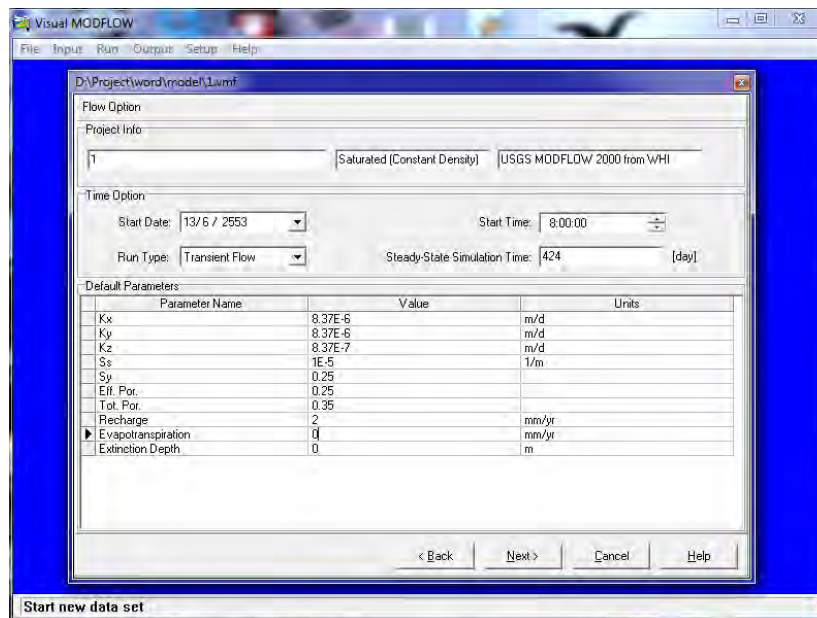 Visual MODFLOW
File Input Run Output Setup Help
D:\Project\word\model\1.vmf
Flow Option
Project Info
1 Saturated (Constant Density) USGS MODFLOW 2000 from WHI
Time Option
Start Date: 13/ 6 / 2553 Start Time: 8:00:00
Run Type: Transient Flow Steady-State Simulation Time: 424 [day]
Default Parameters
Parameter Name Value Units
Kx 8.37E-6 m/d
Ky 8.37E-6 m/d
Kz 8.37E-7 m/d
Ss 1E-5 1/m
Sy 0.25
Eff. Por. 0.25
Tot. Por. 0.35
Recharge 2 mm/yr
Evapotranspiration 0 mm/yr
Extinction Depth 0 m
< Back Next > Cancel Help
Start new data set